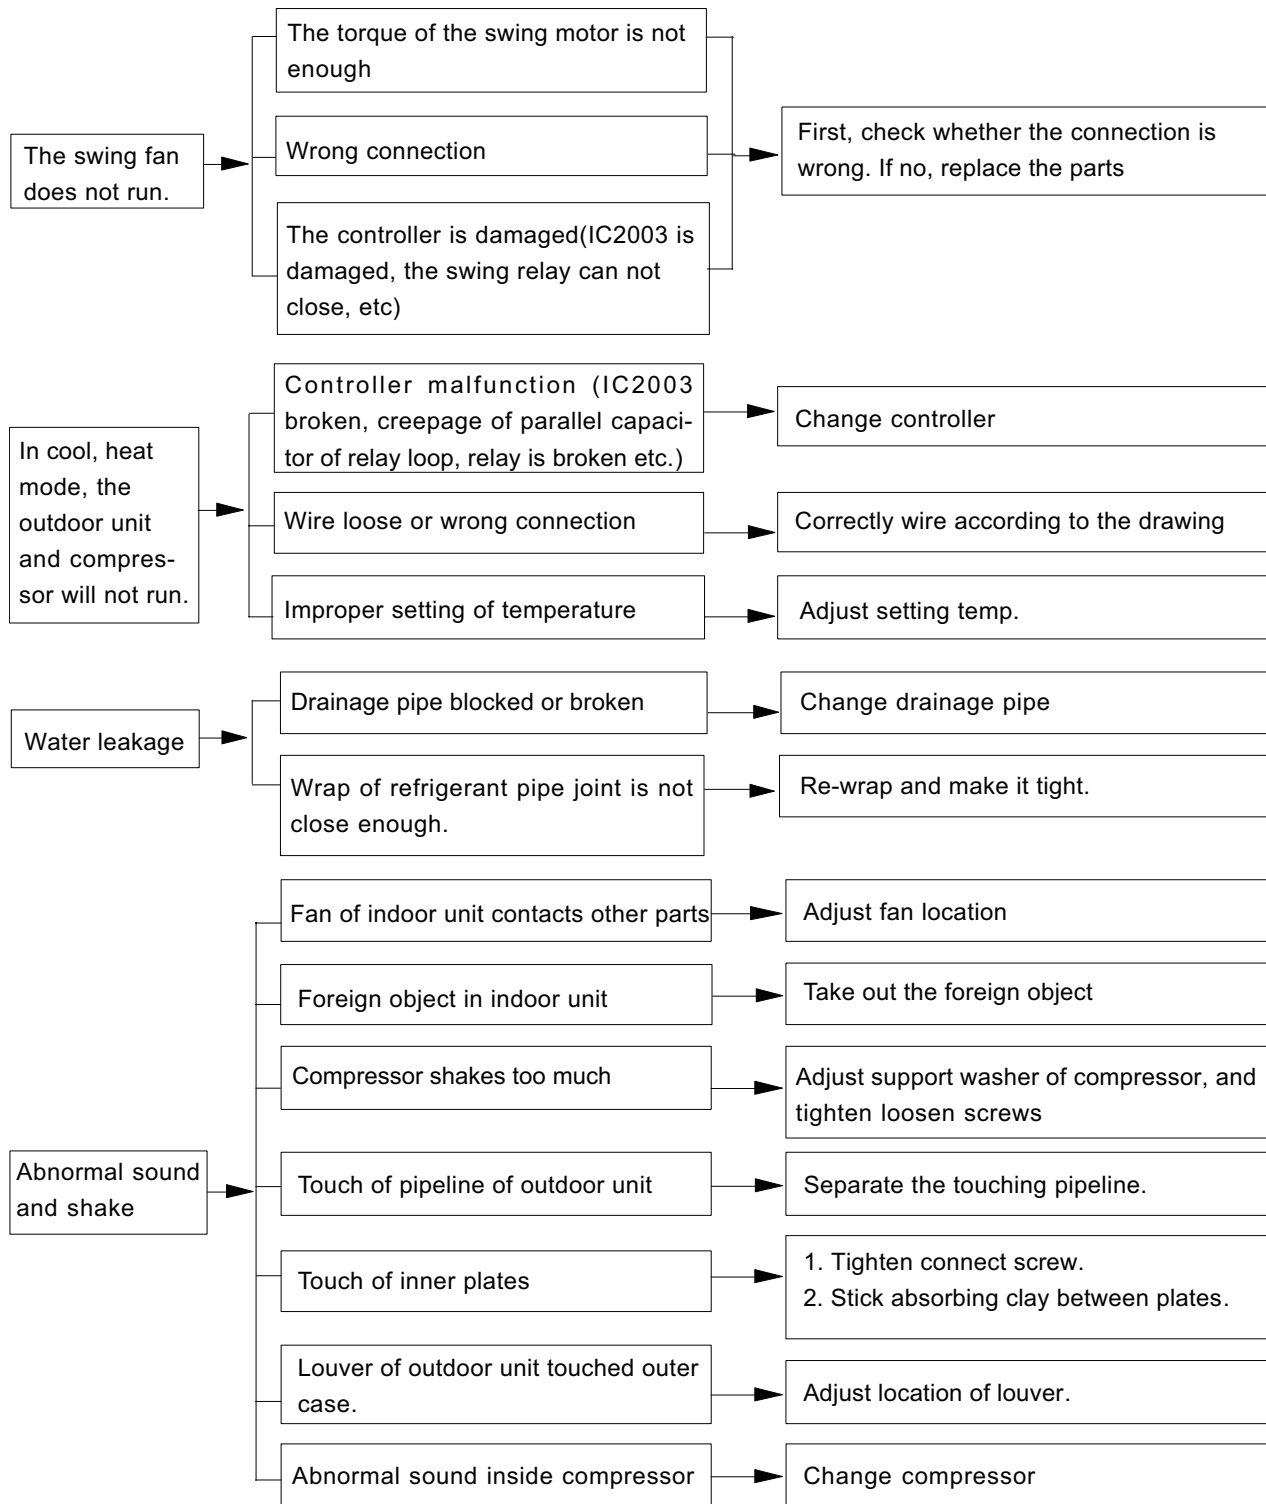 The swing fan
does not run.
The torque of the swing motor is not
enough
Wrong connection
The controller is damaged(IC2003 is
damaged, the swing relay can not
close, etc)
First, check whether the connection is
wrong. If no, replace the parts
In cool, heat
mode, the
outdoor unit
and compres-
sor will not run.
Controller malfunction (IC2003
broken, creepage of parallel capaci-
tor of relay loop, relay is broken etc.)
Change controller
Wire loose or wrong connection
Correctly wire according to the drawing
Improper setting of temperature
Adjust setting temp.
Water leakage
Drainage pipe blocked or broken
Change drainage pipe
Wrap of refrigerant pipe joint is not
close enough.
Re-wrap and make it tight.
Abnormal sound
and shake
Fan of indoor unit contacts other parts
Adjust fan location
Foreign object in indoor unit
Take out the foreign object
Compressor shakes too much
Adjust support washer of compressor, and
tighten loosen screws
Touch of pipeline of outdoor unit
Separate the touching pipeline.
Touch of inner plates
1. Tighten connect screw.
2. Stick absorbing clay between plates.
Louver of outdoor unit touched outer
case.
Adjust location of louver.
Abnormal sound inside compressor
Change compressor